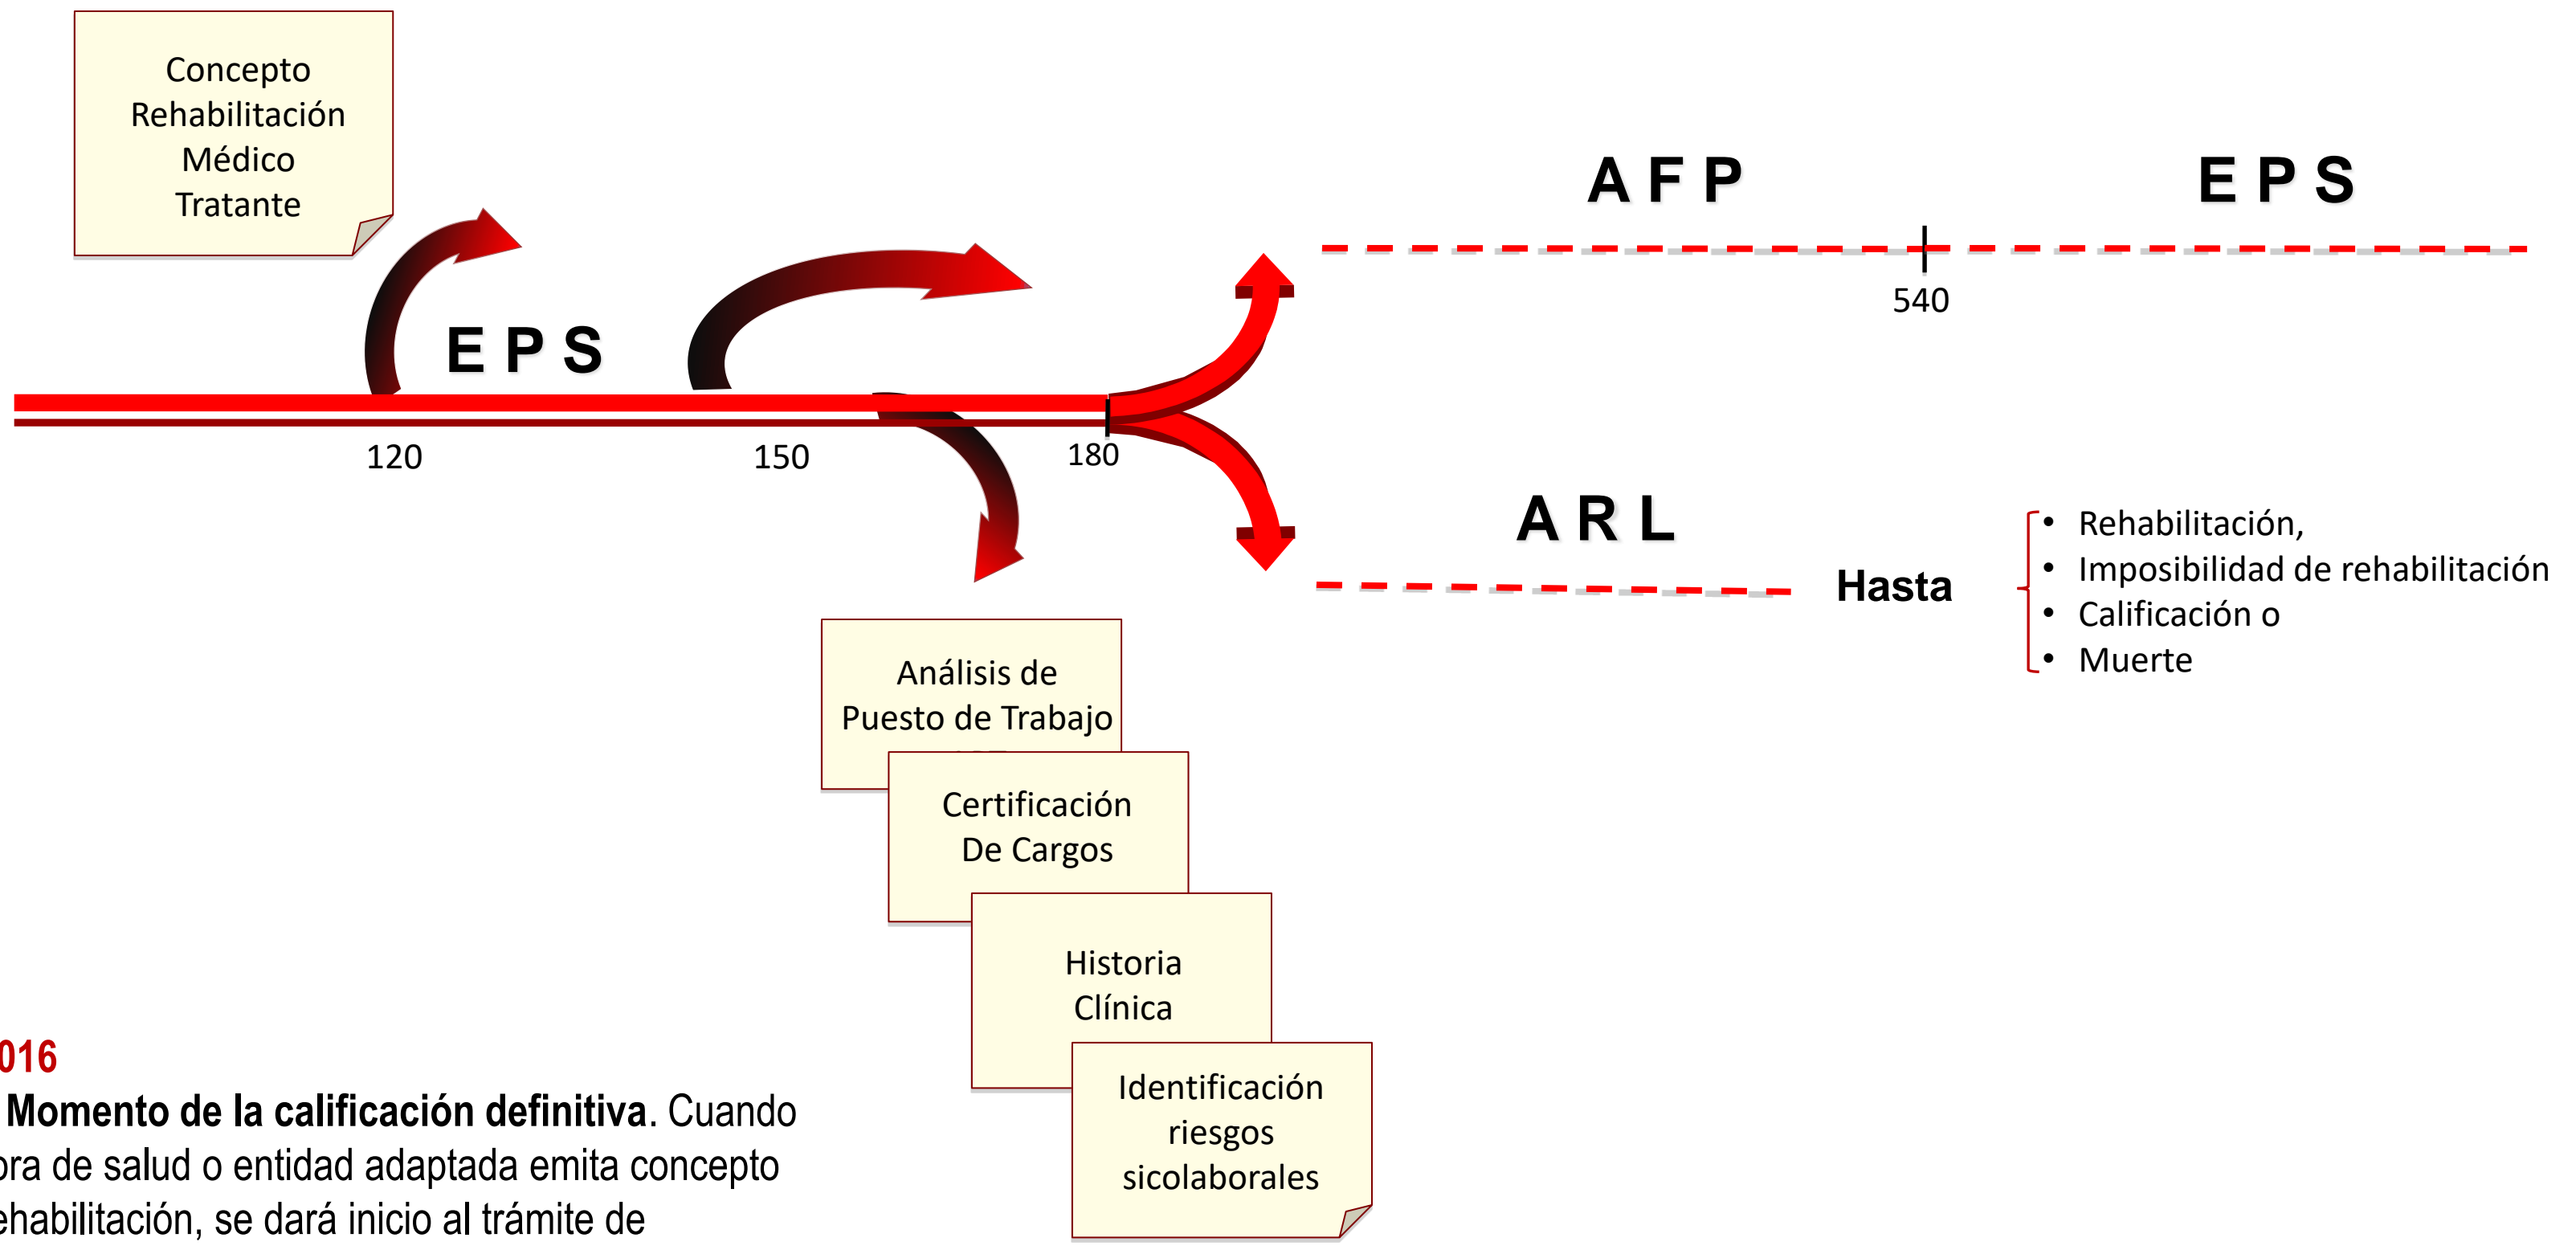 Concepto
Rehabilitación
Médico
Tratante
E P S
120
150
180
A F P
E P S
540
A R L
Hasta
• Rehabilitación,
• Imposibilidad de rehabilitación
• Calificación o
• Muerte
Análisis de
Puesto de Trabajo
Certificación
De Cargos
Historia
Clínica
Identificación
riesgos
sicolaborales
016
Momento de la calificación definitiva. Cuando
ora de salud o entidad adaptada emita concepto
ehabilitación, se dará inicio al trámite de